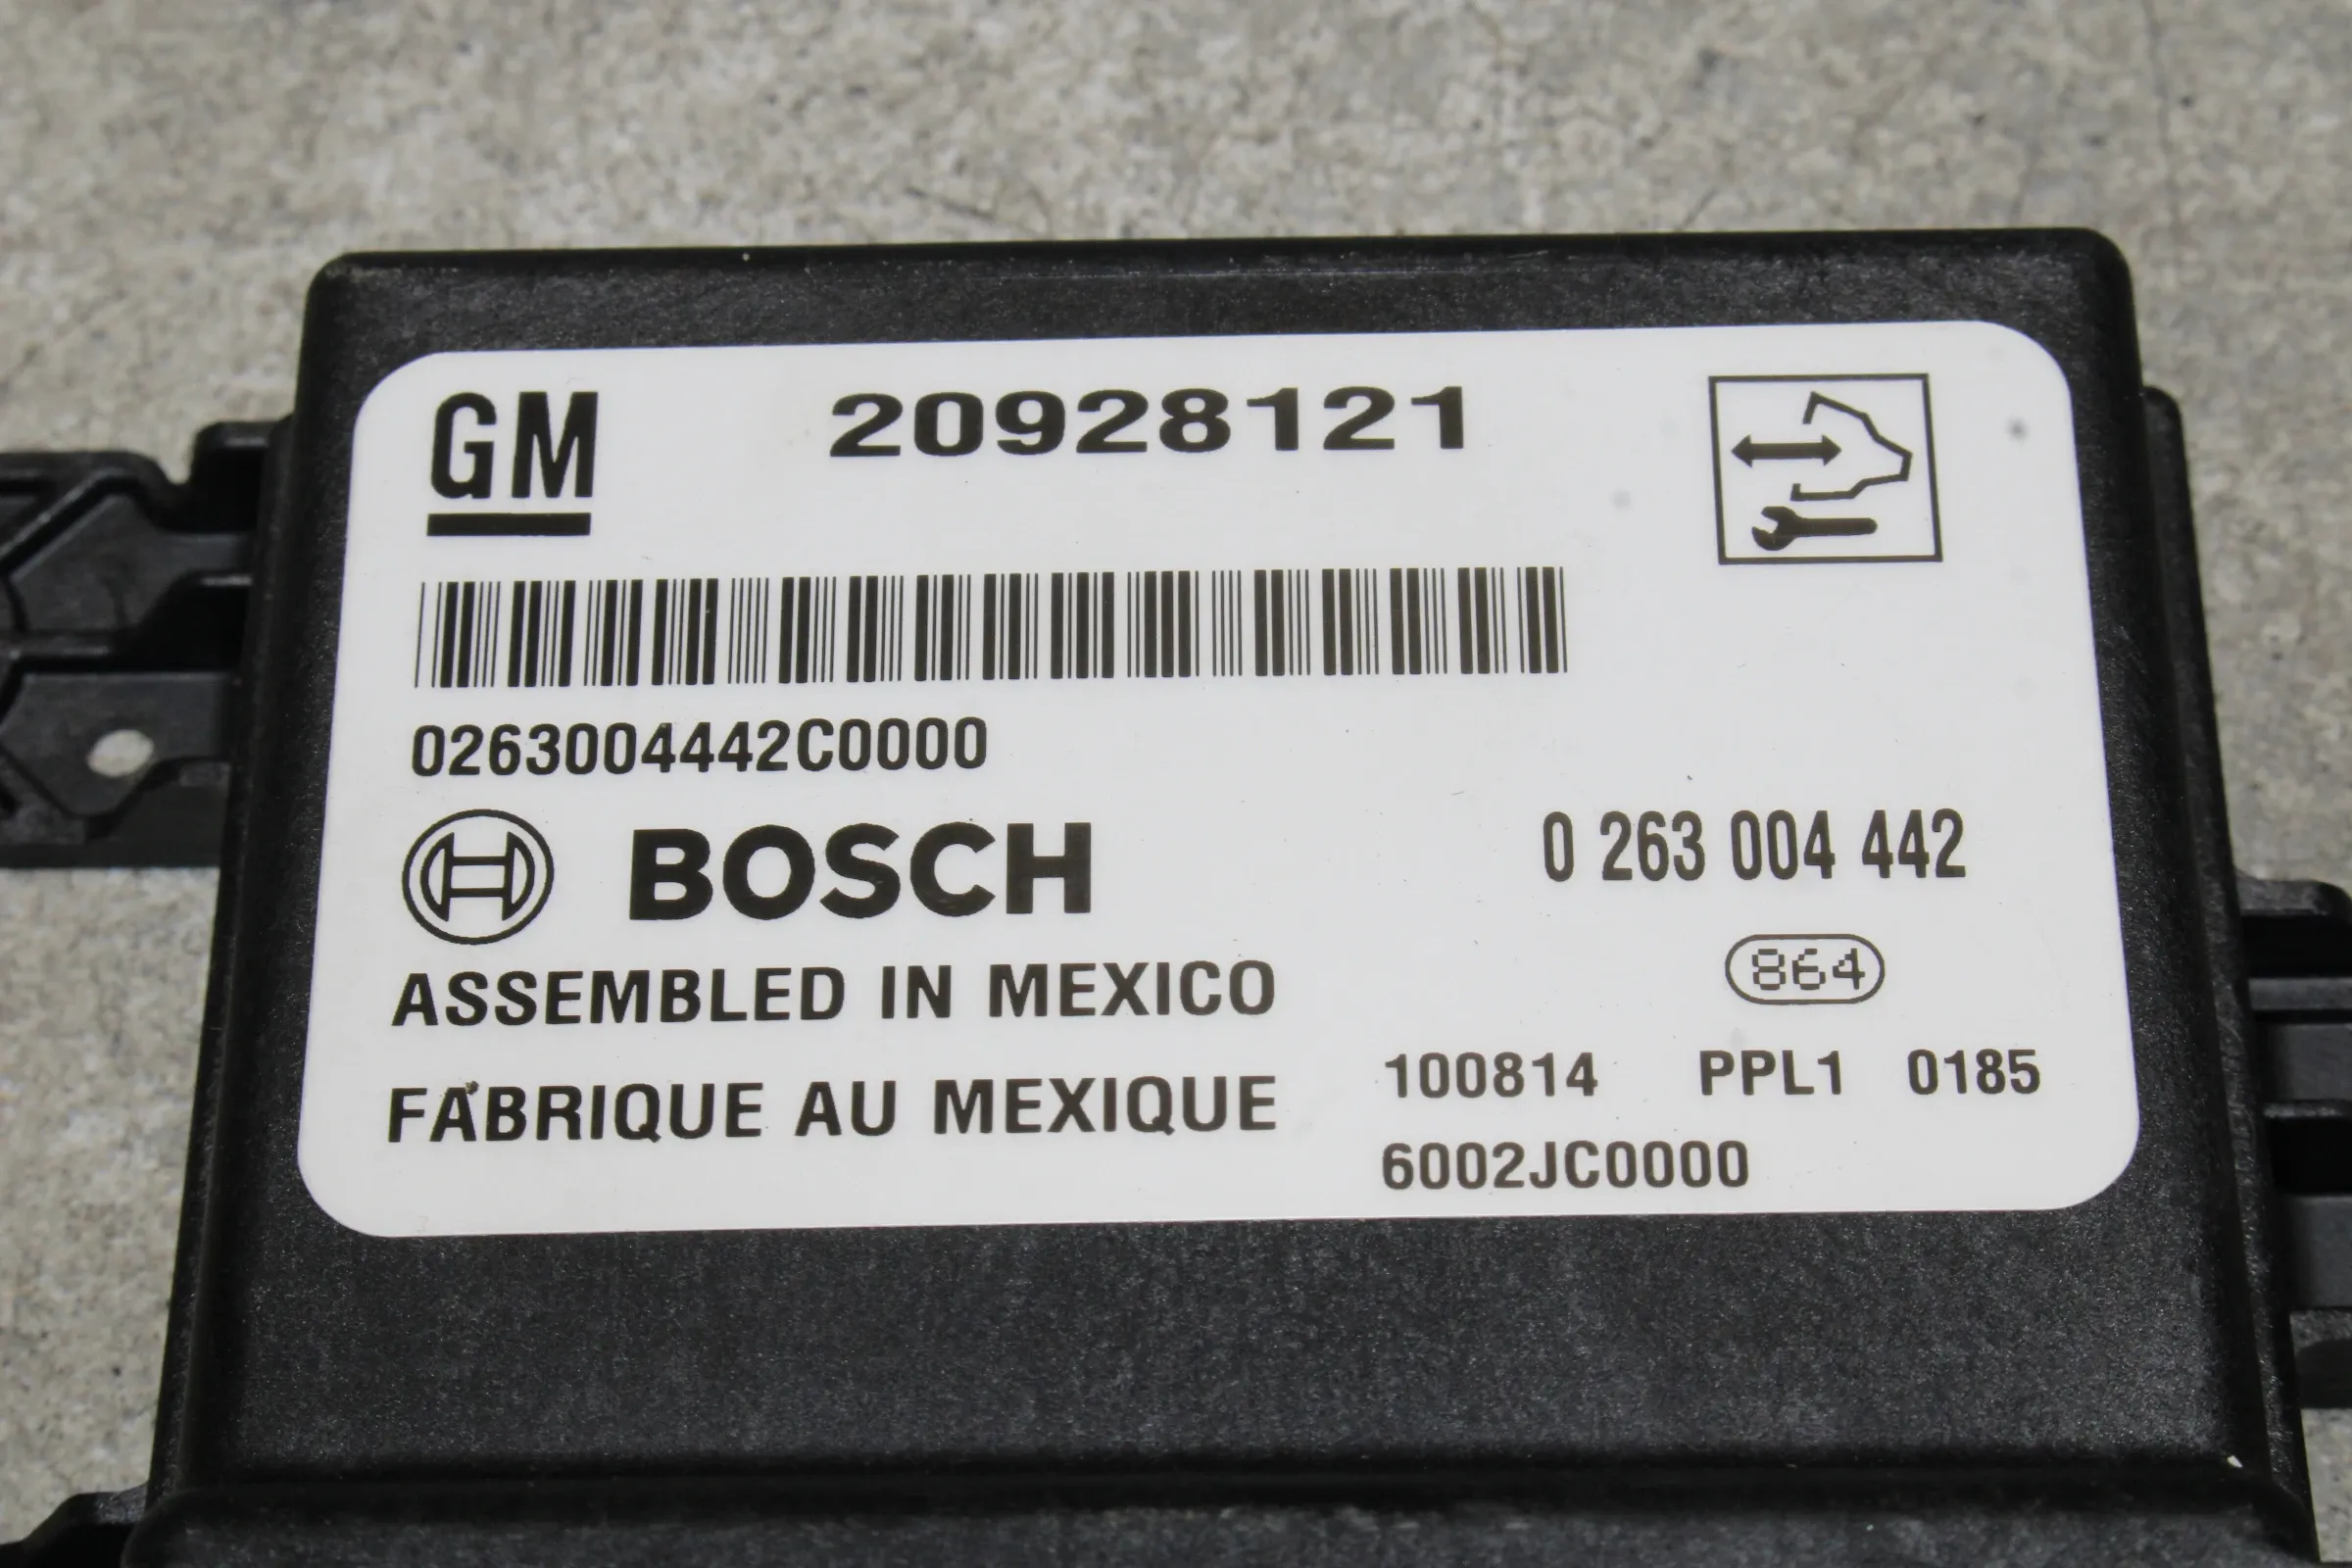 GM 20928121
0263004442C0000
BOSCH 0 263 004 442
864
ASSEMBLED IN MEXICO
FABRIQUE AU MEXIQUE
100814 PPL1 0185
6002JC0000